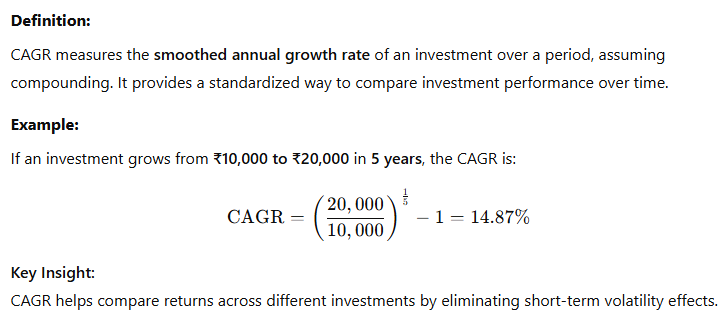 Definition:
CAGR measures the smoothed annual growth rate of an investment over a period, assuming
compounding. It provides a standardized way to compare investment performance over time.
Example:
If an investment grows from ₹10,000 to ₹20,000 in 5 years, the CAGR is:
CAGR = (20,000/10,000)^(1/5) − 1 = 14.87%
Key Insight:
CAGR helps compare returns across different investments by eliminating short-term volatility effects.